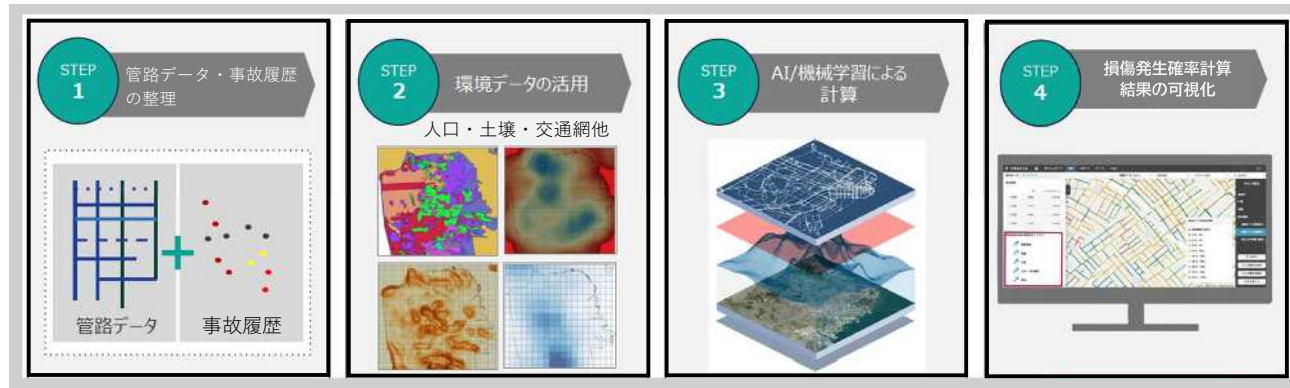 STEP
1
管路データ・事故履歴
の整理
管路データ
事故履歴
STEP
2
環境データの活用
人口・土壌・交通網他
STEP
3
AI/機械学習による
計算
STEP
4
損傷発生確率計算
結果の可視化